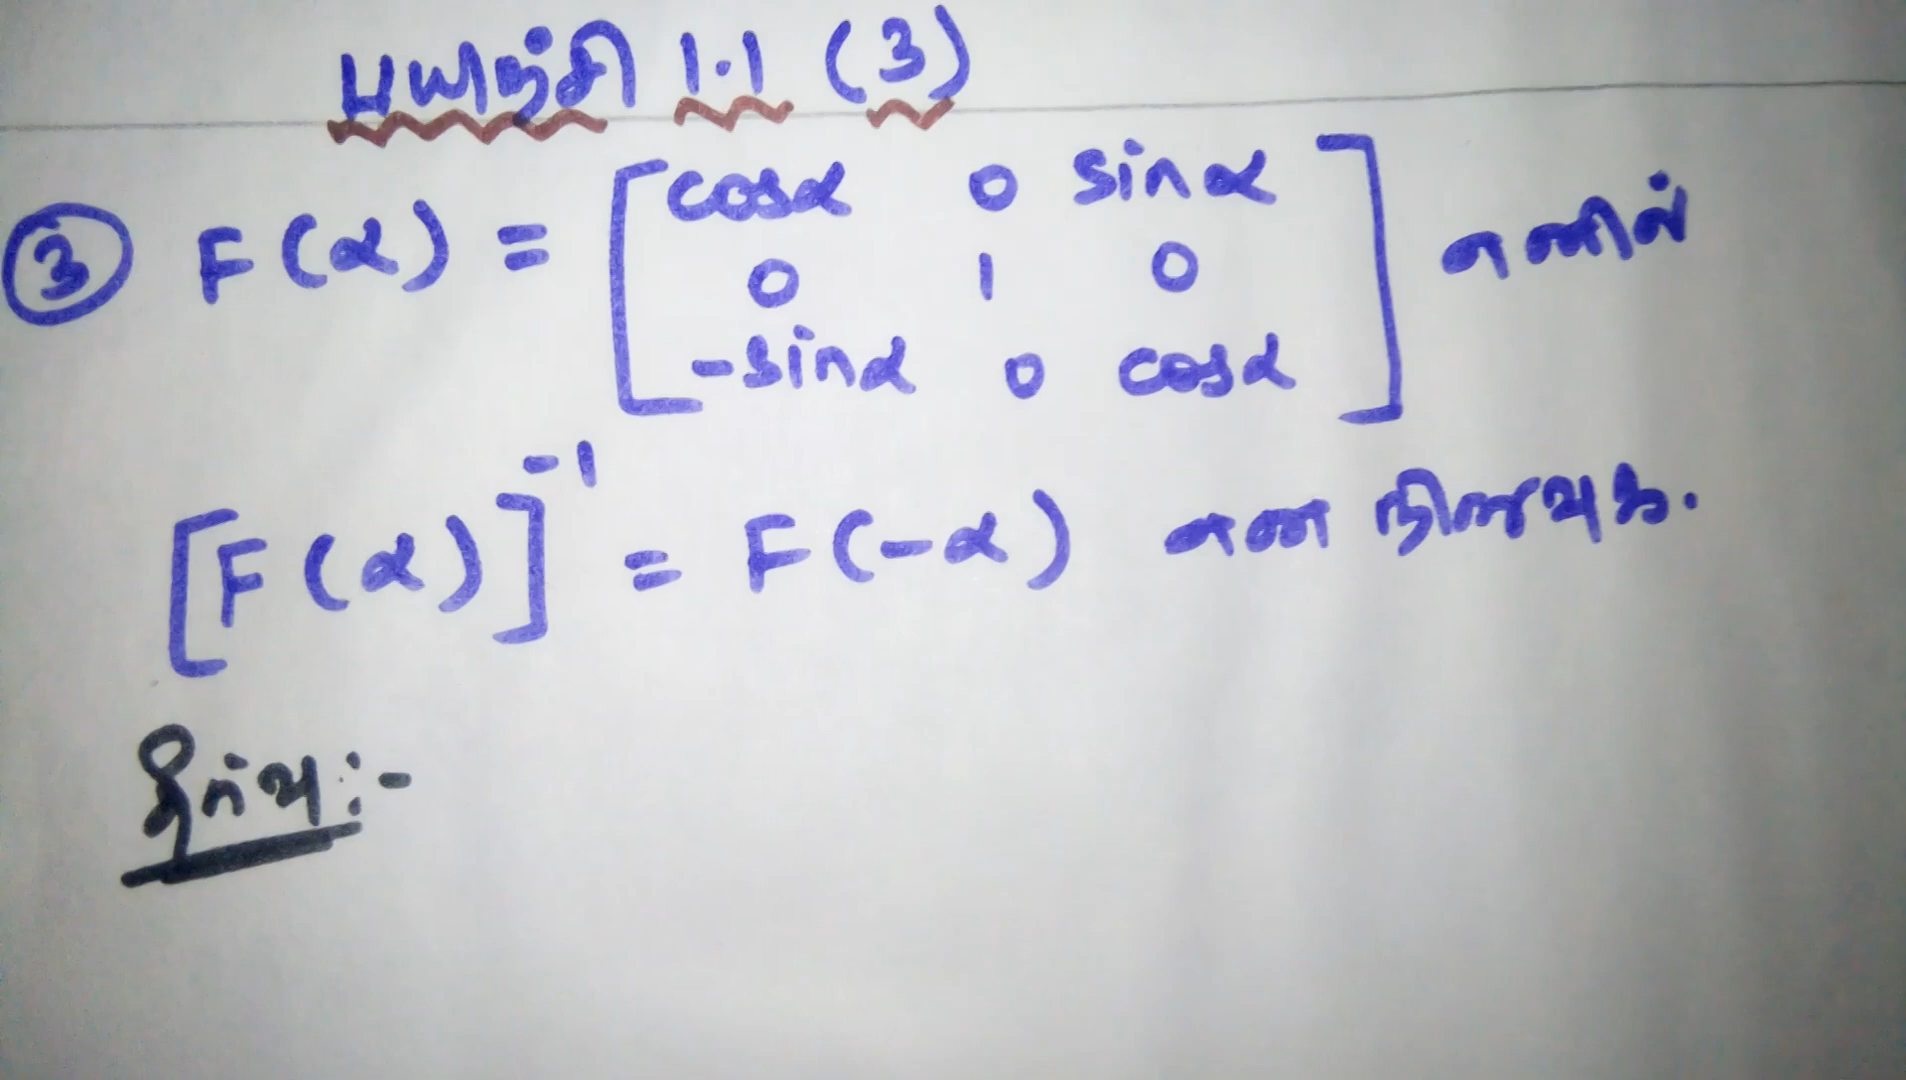 பயிற்சி 1.1 (3)
③ F(α) = [cosα 0 sinα
0 1 0
-sinα 0 cosα] எனில்
[F(α)]⁻¹ = F(-α) என நிறுவுக.
தீர்வு:-